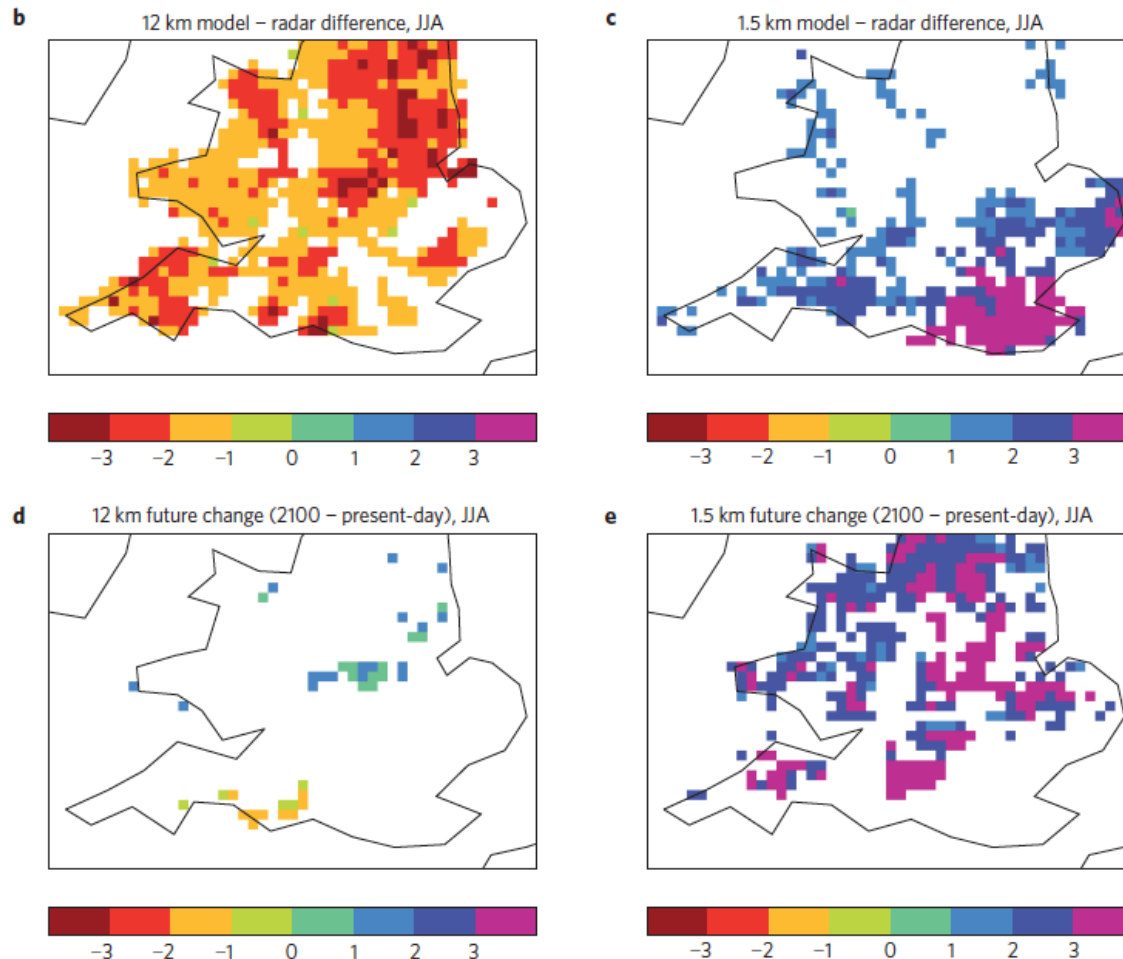 b
12 km model – radar difference, JJA
−3 −2 −1 0 1 2 3
c
1.5 km model – radar difference, JJA
−3 −2 −1 0 1 2 3
d
12 km future change (2100 – present-day), JJA
−3 −2 −1 0 1 2 3
e
1.5 km future change (2100 – present-day), JJA
−3 −2 −1 0 1 2 3